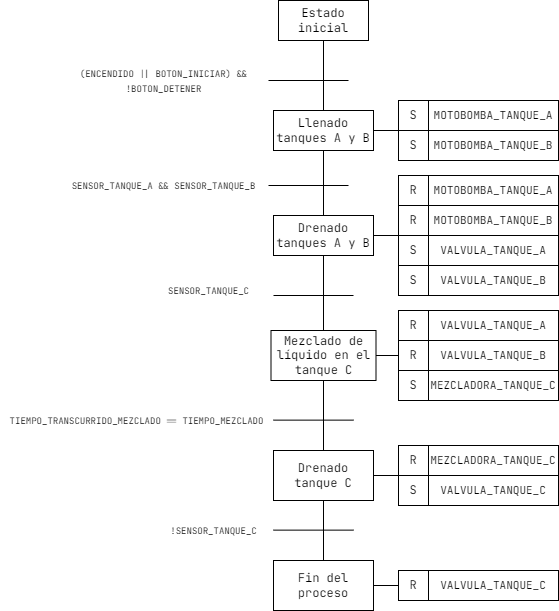 Estado
inicial
(ENCENDIDO || BOTON_INICIAR) &&
!BOTON_DETENER
Llenado
tanques A y B
S MOTOBOMBA_TANQUE_A
S MOTOBOMBA_TANQUE_B
SENSOR_TANQUE_A && SENSOR_TANQUE_B
Drenado
tanques A y B
R MOTOBOMBA_TANQUE_A
R MOTOBOMBA_TANQUE_B
S VALVULA_TANQUE_A
S VALVULA_TANQUE_B
SENSOR_TANQUE_C
Mezclado de
líquido en el
tanque C
R VALVULA_TANQUE_A
R VALVULA_TANQUE_B
S MEZCLADORA_TANQUE_C
TIEMPO_TRANSCURRIDO_MEZCLADO == TIEMPO_MEZCLADO
Drenado
tanque C
R MEZCLADORA_TANQUE_C
S VALVULA_TANQUE_C
!SENSOR_TANQUE_C
Fin del
proceso
R VALVULA_TANQUE_C